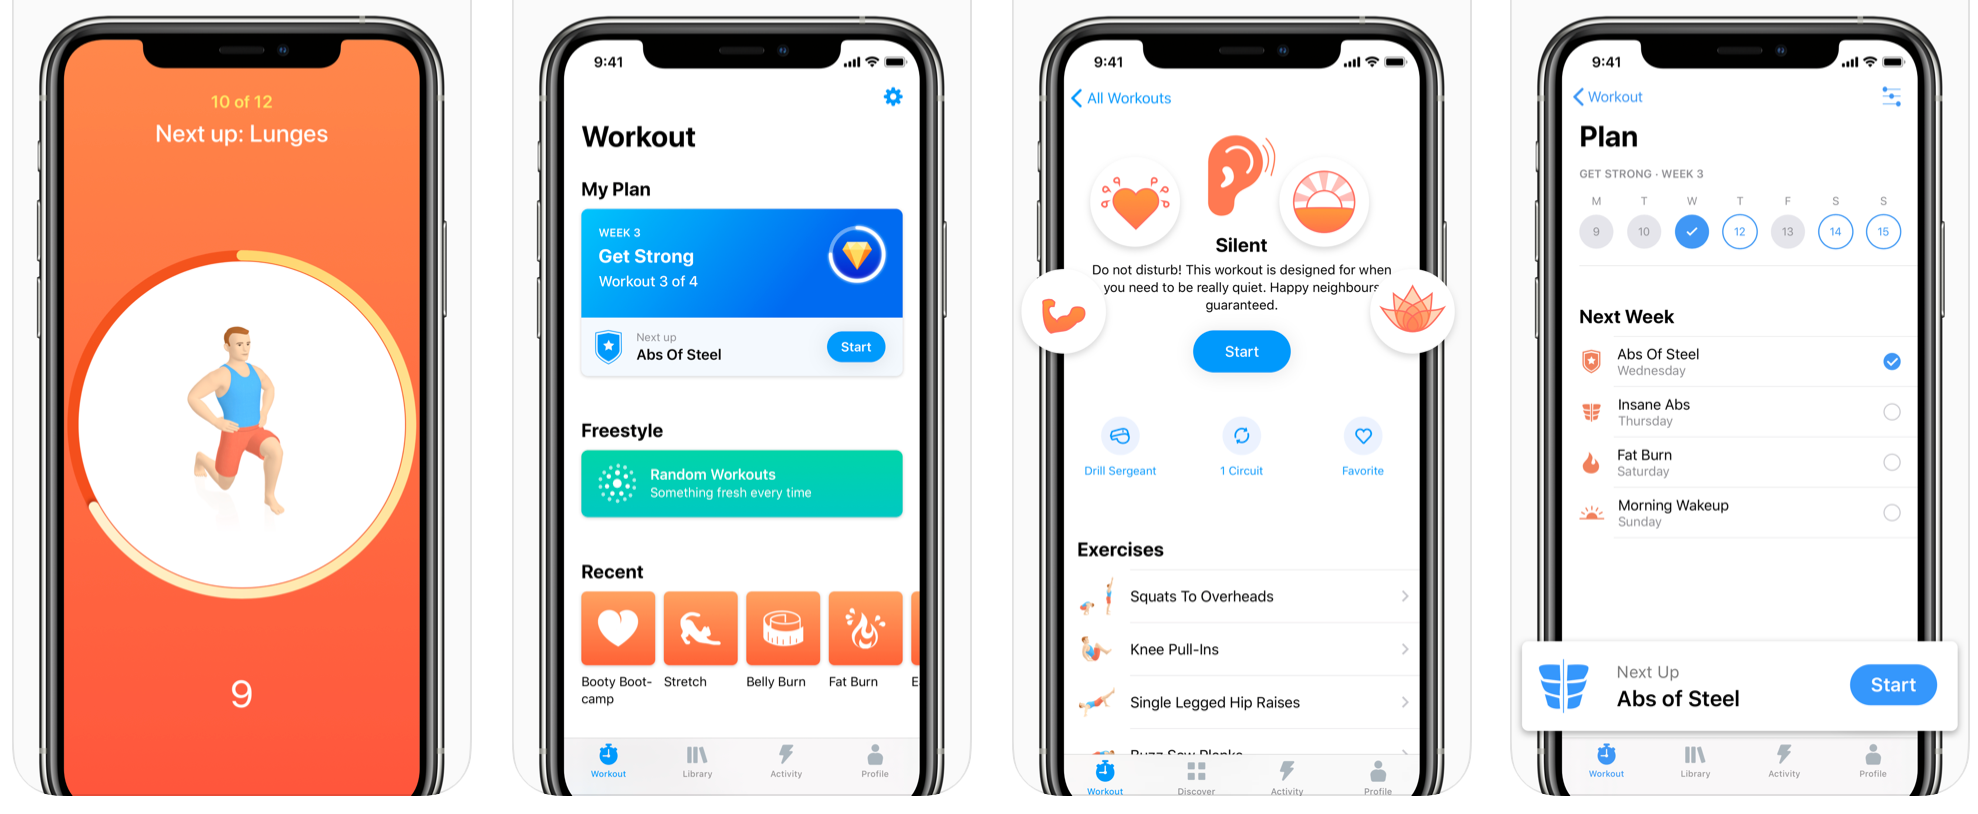 10 of 12
Next up: Lunges
9
9:41
Workout
My Plan
WEEK 3
Get Strong
Workout 3 of 4
Next up
Abs Of Steel
Start
Freestyle
Random Workouts
Something fresh every time
Recent
Booty Boot-
camp
Stretch
Belly Burn
Fat Burn
E
Workout
Library
Activity
Profile
9:41
All Workouts
Silent
Do not disturb! This workout is designed for when
you need to be really quiet. Happy neighbours
guaranteed.
Start
Drill Sergeant
1 Circuit
Favorite
Exercises
Squats To Overheads
Knee Pull-Ins
Single Legged Hip Raises
Buzz Saw Planks
Workout
Discover
Activity
Profile
9:41
Workout
Plan
GET STRONG · WEEK 3
M T W T F S S
9 10 12 13 14 15
Next Week
Abs Of Steel
Wednesday
Insane Abs
Thursday
Fat Burn
Saturday
Morning Wakeup
Sunday
Next Up
Abs of Steel
Start
Workout
Library
Activity
Profile